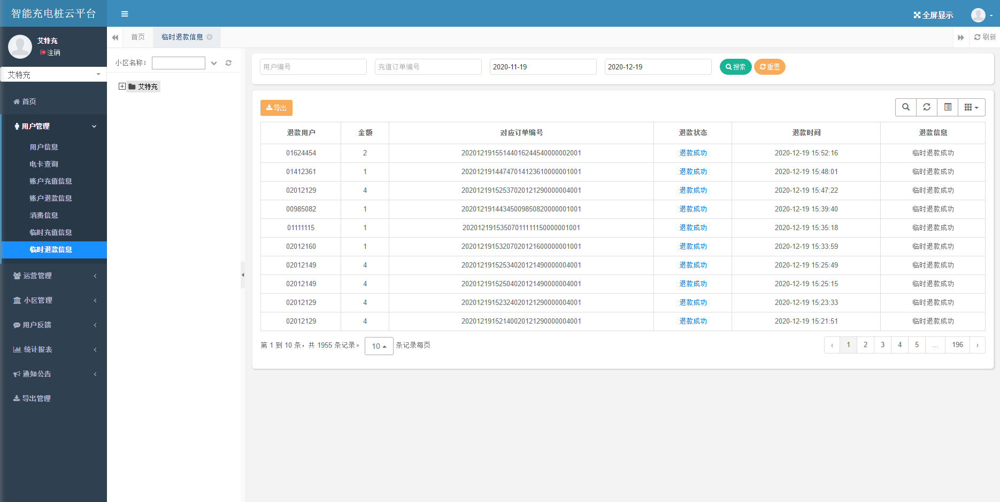 智能充电桩云平台
全屏显示
-
艾特充
注销
艾特充
首页
用户管理
用户信息
电卡查询
账户充值信息
账户退款信息
消费信息
临时充值信息
临时退款信息
运营管理
小区管理
用户反馈
统计报表
通知公告
导出管理
首页
临时退款信息
刷新
小区名称：
艾特充
用户编号
充值订单编号
2020-11-19
2020-12-19
搜索
重置
导出
退款用户 金额 对应订单编号 退款状态 退款时间 退款信息
01624454 2 20201219155144016244540000002001 退款成功 2020-12-19 15:52:16 临时退款成功
01412361 1 20201219144747014123610000001001 退款成功 2020-12-19 15:48:01 临时退款成功
02012129 4 20201219152537020121290000004001 退款成功 2020-12-19 15:47:22 临时退款成功
00985082 1 20201219144345009850820000001001 退款成功 2020-12-19 15:39:40 临时退款成功
01111115 1 20201219153507011111150000001001 退款成功 2020-12-19 15:35:18 临时退款成功
02012160 1 20201219153207020121600000001001 退款成功 2020-12-19 15:33:59 临时退款成功
02012149 4 20201219152534020121490000004001 退款成功 2020-12-19 15:25:49 临时退款成功
02012149 4 20201219152504020121490000004001 退款成功 2020-12-19 15:25:15 临时退款成功
02012129 4 20201219152324020121290000004001 退款成功 2020-12-19 15:23:33 临时退款成功
02012129 4 20201219152140020121290000004001 退款成功 2020-12-19 15:21:51 临时退款成功
第 1 到 10 条，共 1955 条记录。 10 条记录每页
‹ 1 2 3 4 5 ... 196 ›